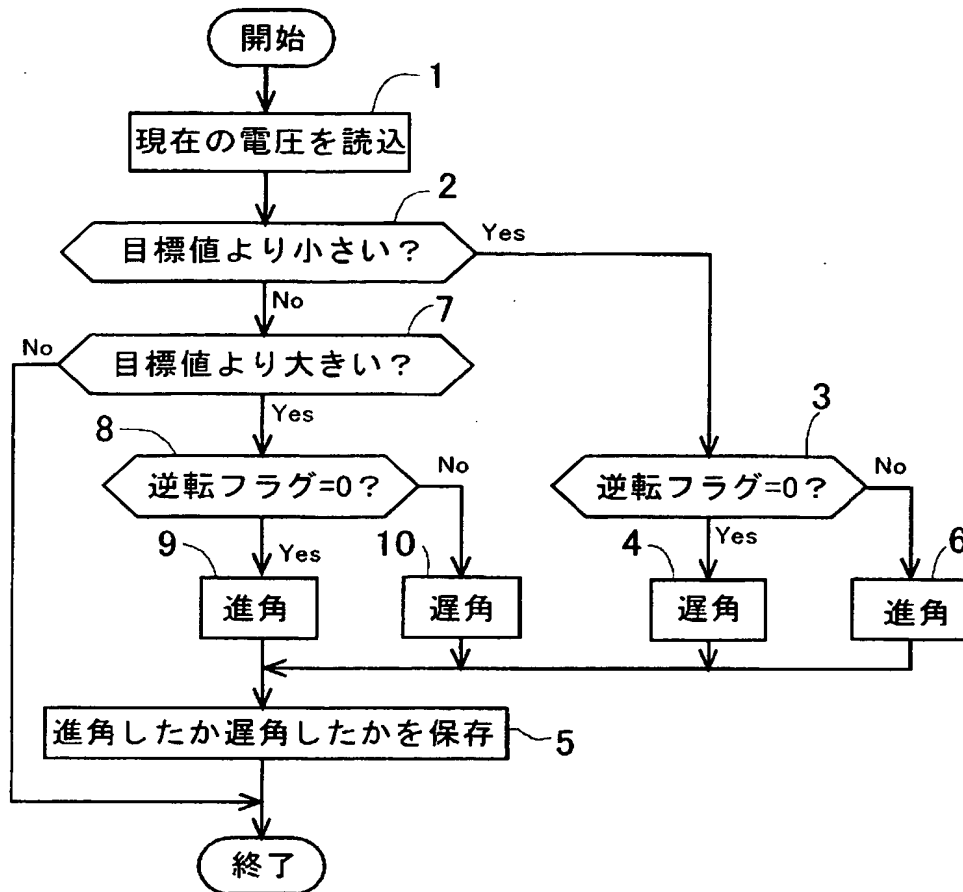 開始
1
現在の電圧を読込
2
目標値より小さい?
Yes
No
7
No
目標値より大きい?
Yes
3
8
逆転フラグ=0?
No
逆転フラグ=0?
No
9
Yes
10
4
Yes
6
進角
遅角
遅角
進角
進角したか遅角したかを保存
5
終了